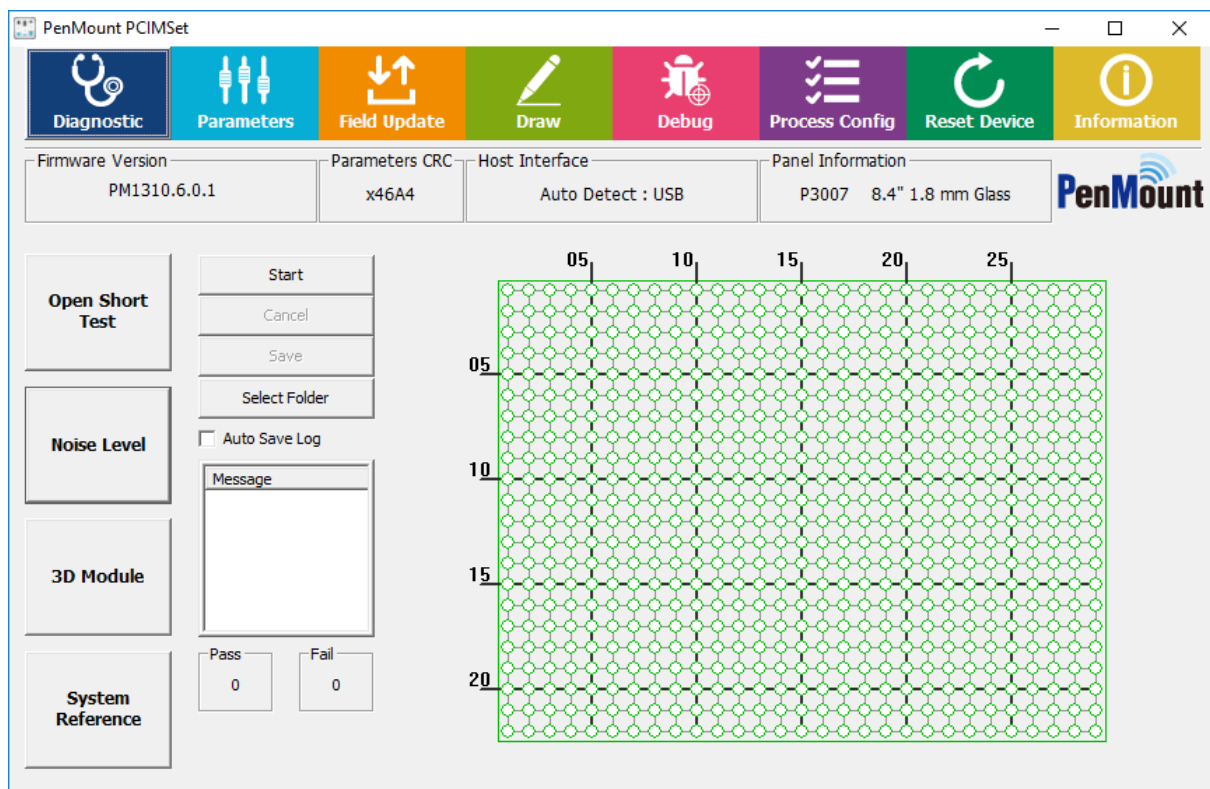 PenMount PCIMSet
Diagnostic
Parameters
Field Update
Draw
Debug
Process Config
Reset Device
Information
Firmware Version
PM1310.6.0.1
Parameters CRC
x46A4
Host Interface
Auto Detect : USB
Panel Information
P3007 8.4" 1.8 mm Glass
PenMount
Open Short
Test
Noise Level
3D Module
System
Reference
Start
Cancel
Save
Select Folder
Auto Save Log
Message
Pass
0
Fail
0
05 10 15 20 25
05
10
15
20